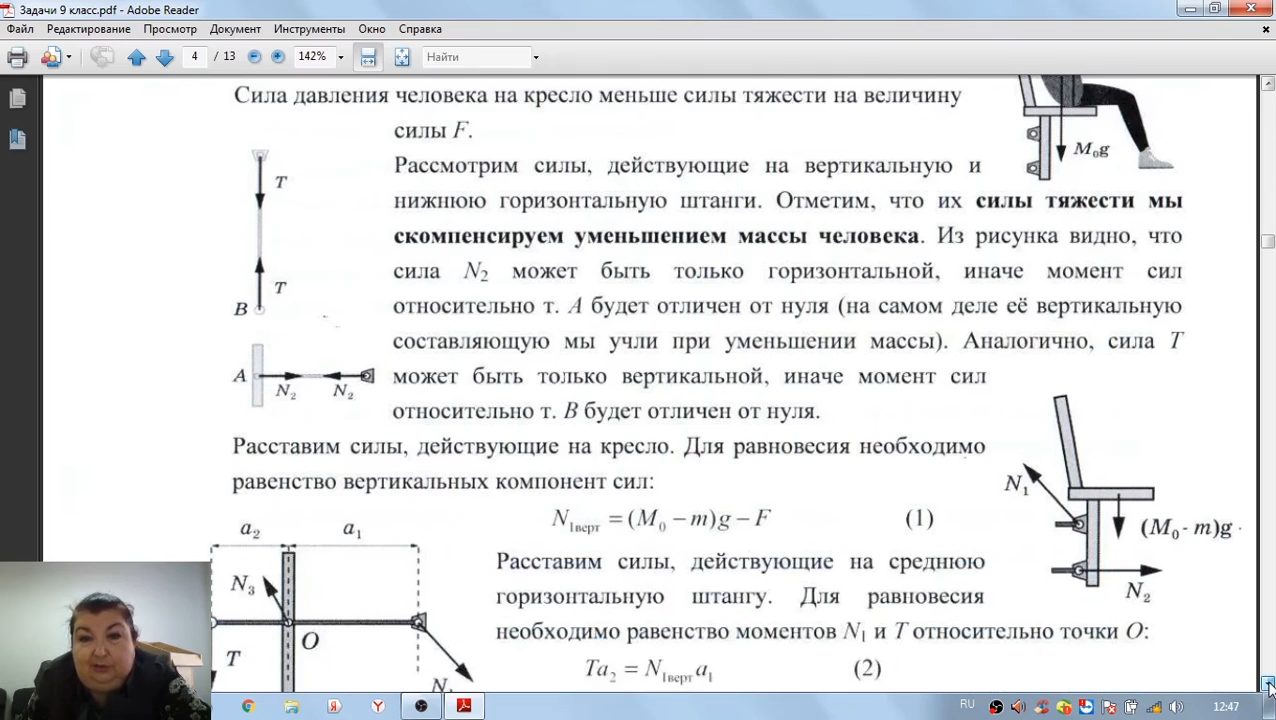 Задачи 9 класс.pdf - Adobe Reader
Файл Редактирование Просмотр Документ Инструменты Окно Справка
4 / 13 142% Найти
Сила давления человека на кресло меньше силы тяжести на величину
силы F.
M₀g
Рассмотрим силы, действующие на вертикальную и
T
нижнюю горизонтальную штанги. Отметим, что их силы тяжести мы
скомпенсируем уменьшением массы человека. Из рисунка видно, что
сила N₂ может быть только горизонтальной, иначе момент сил
T
относительно т. A будет отличен от нуля (на самом деле её вертикальную
B
составляющую мы учли при уменьшении массы). Аналогично, сила T
A
может быть только вертикальной, иначе момент сил
N₂ N₂
относительно т. B будет отличен от нуля.
Расставим силы, действующие на кресло. Для равновесия необходимо
равенство вертикальных компонент сил:
N₁
N₁верт = (M₀ − m)g − F (1)
(M₀ - m)g
a₂ a₁
Расставим силы, действующие на среднюю
N₃
горизонтальную штангу. Для равновесия
N₂
необходимо равенство моментов N₁ и T относительно точки O:
O
T
Ta₂ = N₁верт a₁ (2)
RU 12:47